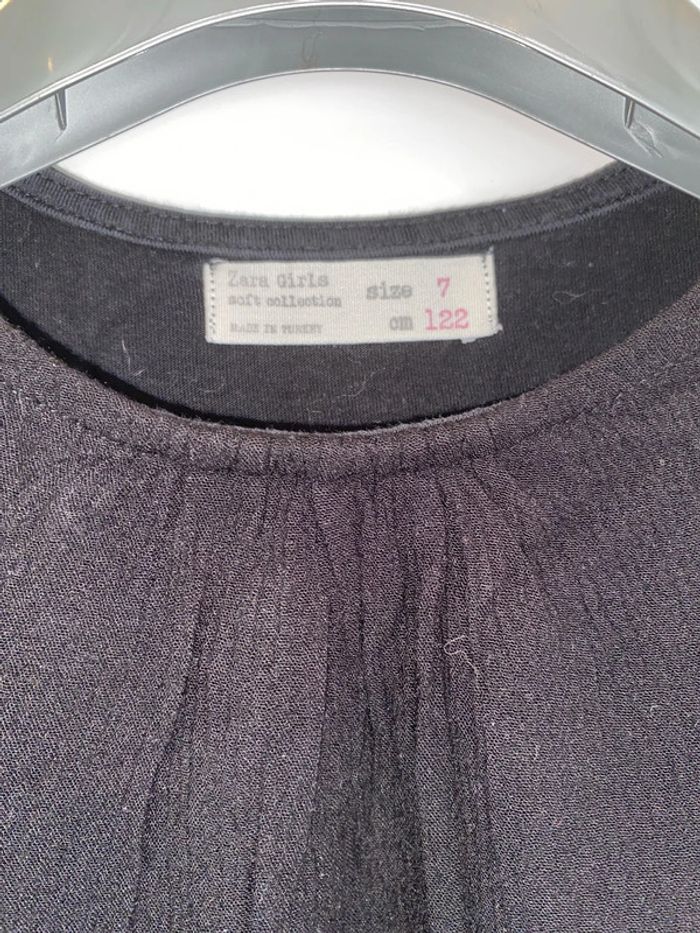 Zara Girls
soft collection
MADE IN TURKEY
size 7
cm 122